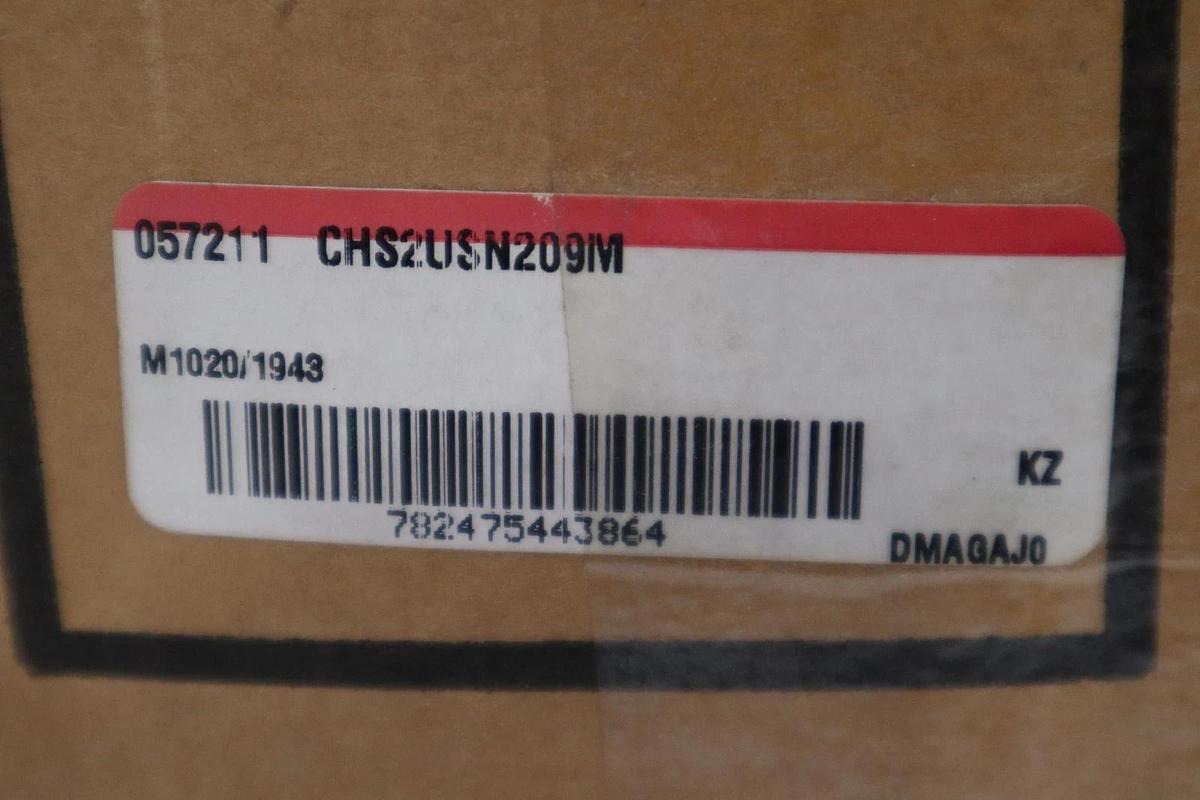 057211 CHS2USN209M
M1020/1943
782475443864
KZ
DMAGAJ0